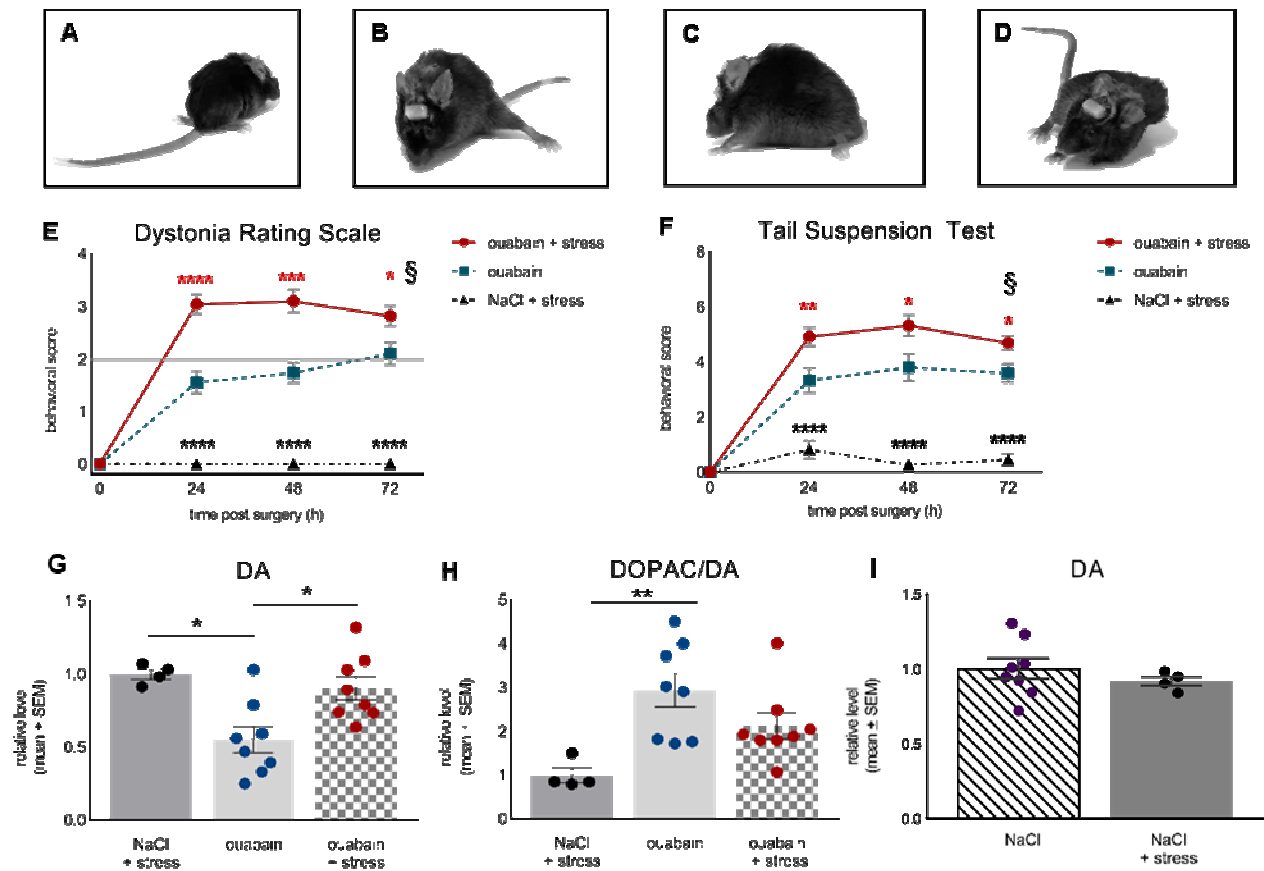 A
B
C
D
E
Dystonia Rating Scale
ouabain + stress
ouabain
NaCl + stress
behavioral score
4
3
2
1
0
****
***
*
§
****
****
****
0
24
48
72
time post surgery (h)
F
Tail Suspension Test
ouabain + stress
ouabain
NaCl + stress
behavioral score
8
6
4
2
0
**
*
*
§
****
****
****
0
24
48
72
time post surgery (h)
G
DA
relative level
(mean + SEM)
1.5
1.0
0.5
0.0
*
*
NaCl
+ stress
ouabain
ouabain
+ stress
H
DOPAC/DA
relative level
(mean + SEM)
5
4
3
2
1
0
**
NaCl
+ stress
ouabain
ouabain
+ stress
I
DA
relative level
(mean ± SEM)
1.5
1.0
0.5
0.0
NaCl
NaCl
+ stress